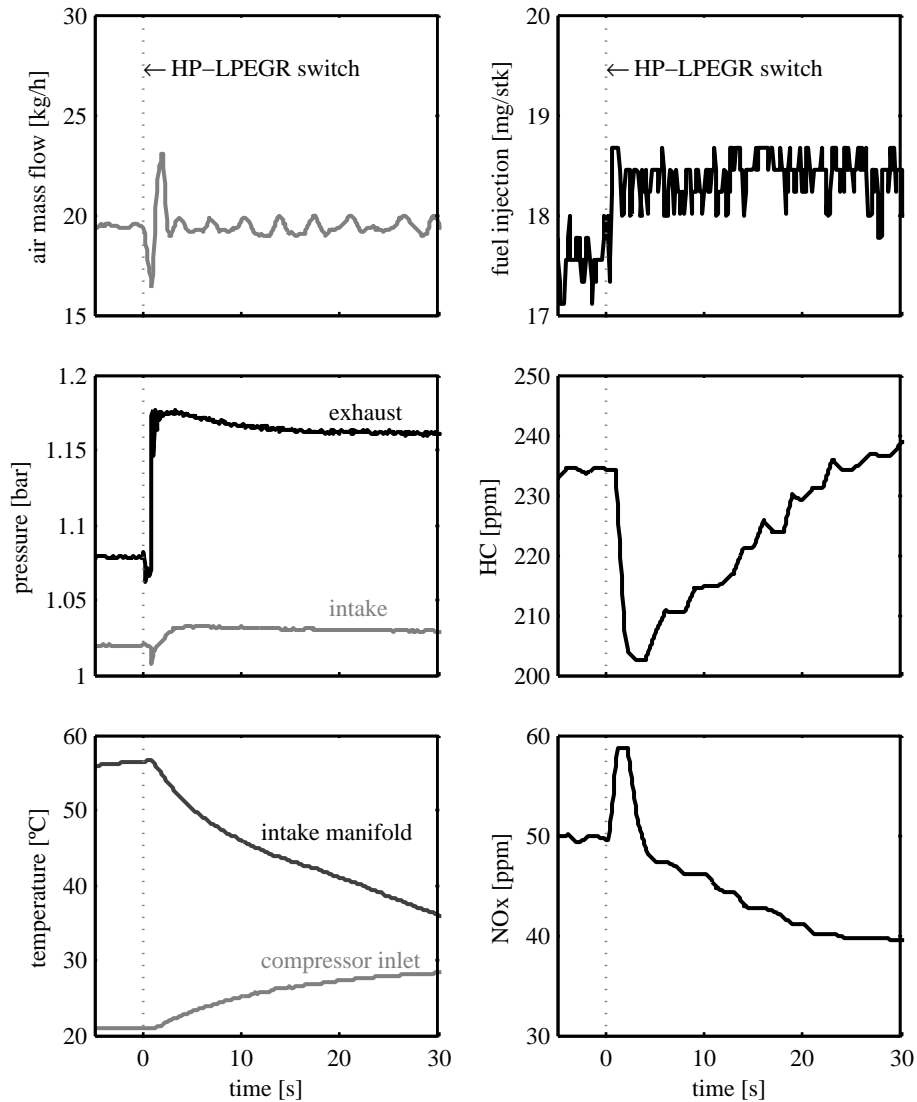 30
25
20
15
air mass flow [kg/h]
← HP−LPEGR switch
20
19
18
17
fuel injection [mg/stk]
← HP−LPEGR switch
1.2
1.15
1.1
1.05
1
pressure [bar]
exhaust
intake
250
240
230
220
210
200
HC [ppm]
60
50
40
30
20
temperature [ºC]
intake manifold
compressor inlet
0 10 20 30
time [s]
60
50
40
30
NOx [ppm]
0 10 20 30
time [s]